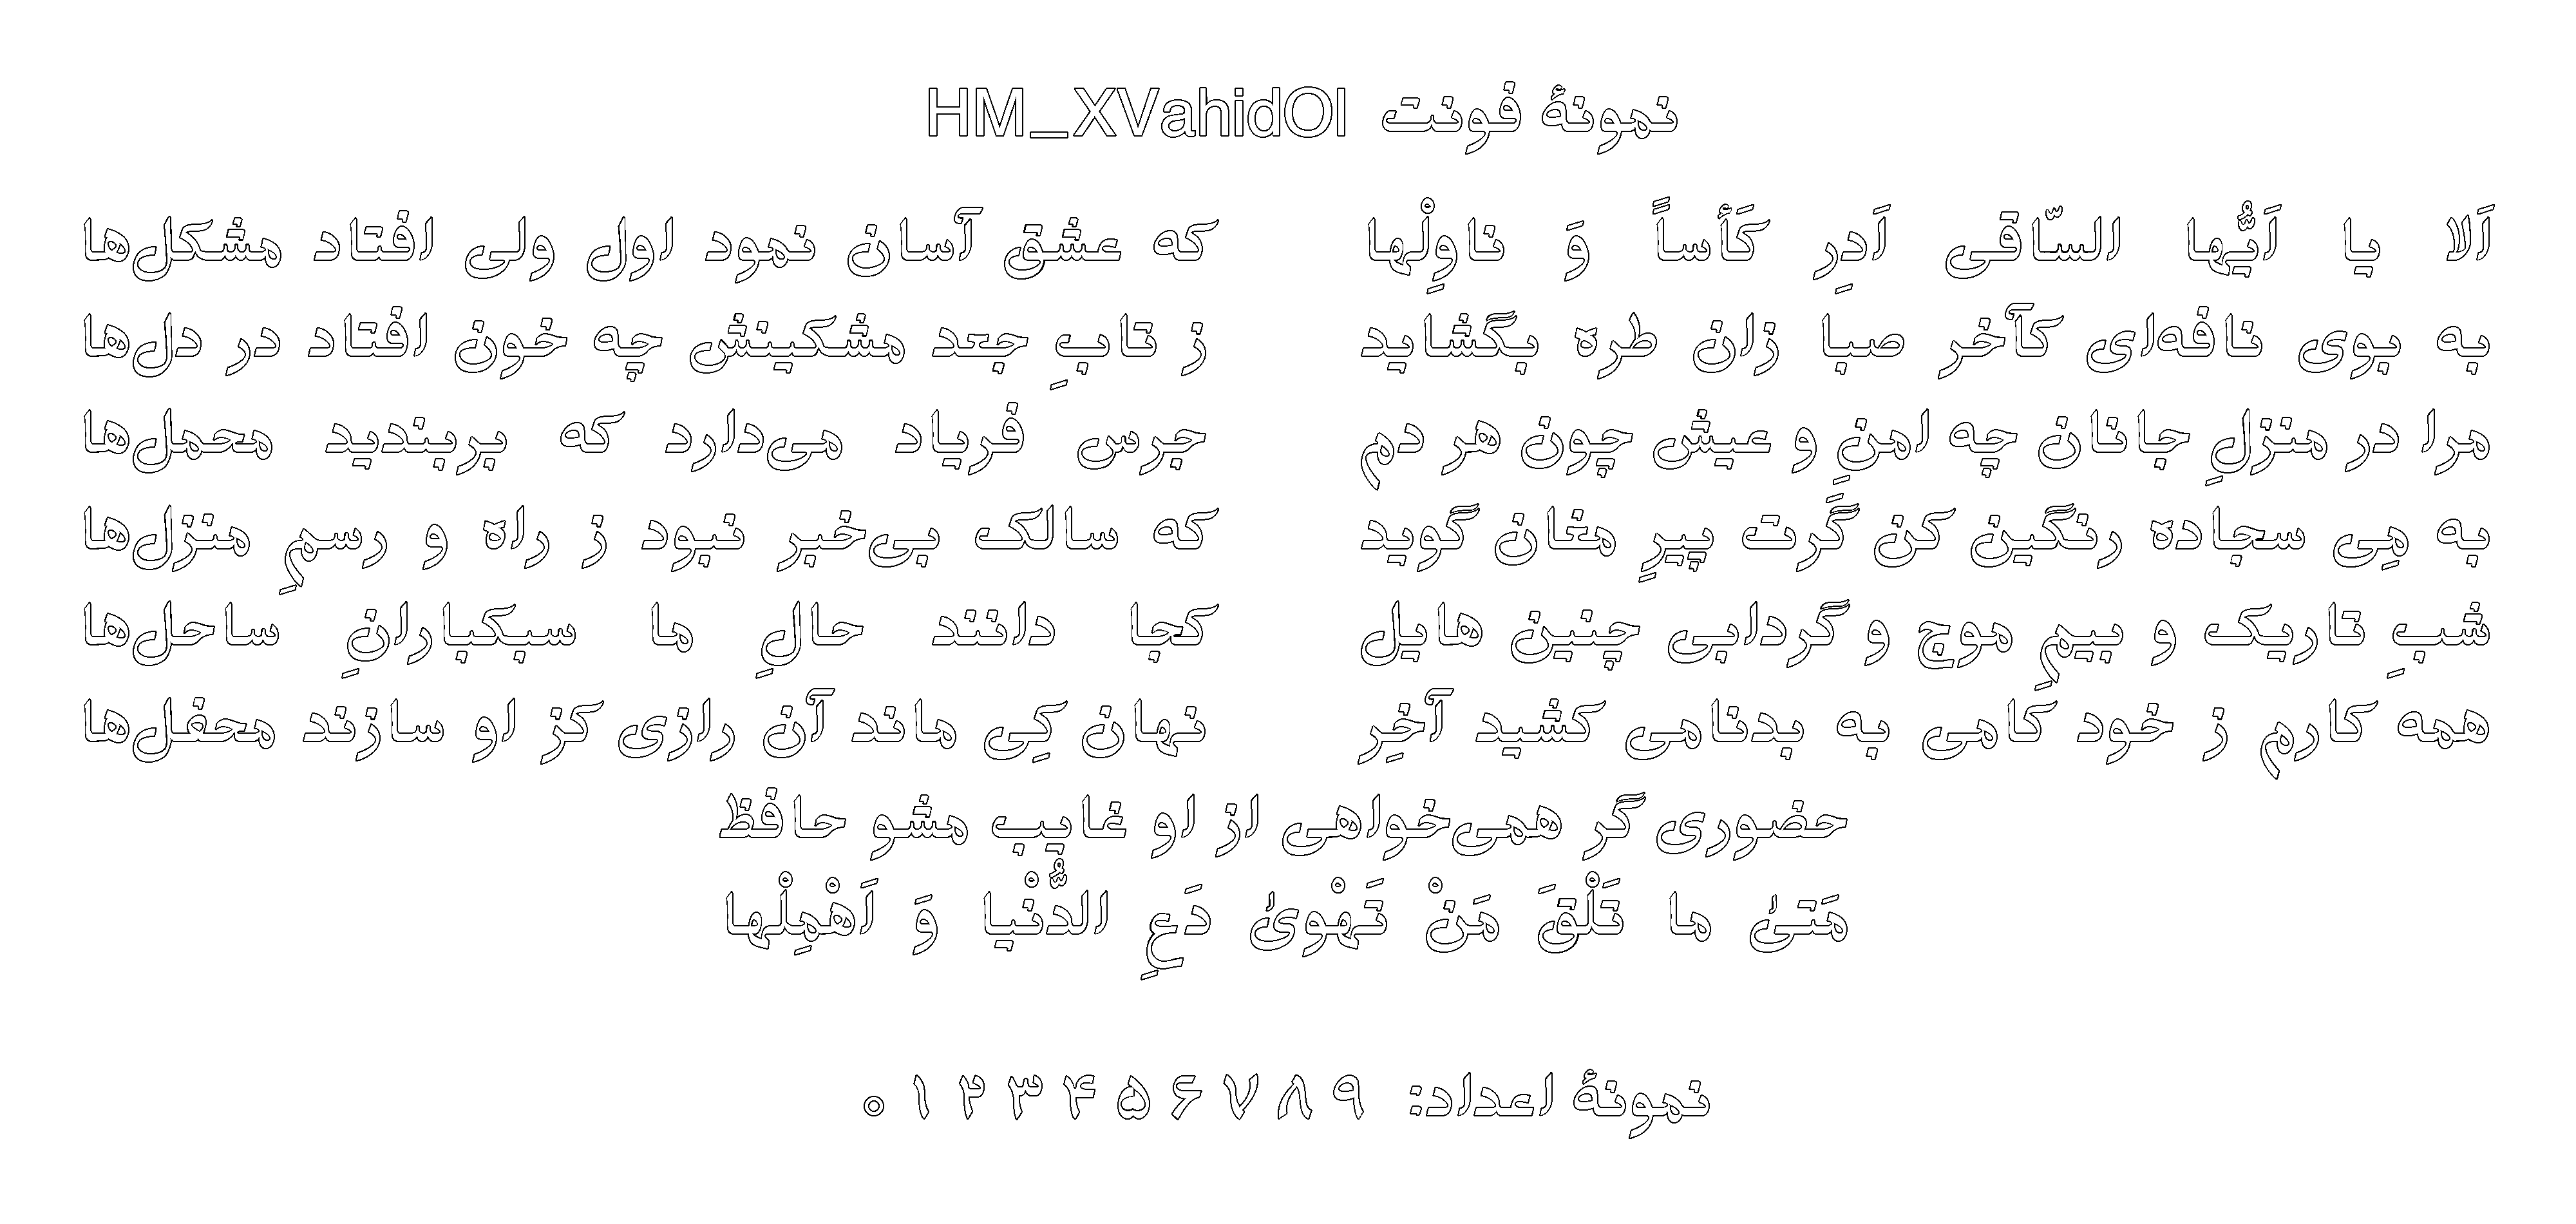 نمونهٔ فونت HM_XVahidOl
اَلا یا اَیُّها السّاقی اَدِر کَأساً وَ ناوِلْها
که عشق آسان نمود اول ولی افتاد مشکل‌ها
به بوی نافه‌ای کآخر صبا زان طره بگشاید
ز تابِ جعد مشکینش چه خون افتاد در دل‌ها
مرا در منزلِ جانان چه امنِ و عیش چون هر دم
جرس فریاد می‌دارد که بربندید محمل‌ها
به مِی سجاده رنگین کن گَرت پیرِ مغان گوید
که سالک بی‌خبر نبود ز راه و رسمِ منزل‌ها
شبِ تاریک و بیمِ موج و گردابی چنین هایل
کجا دانند حالِ ما سبکبارانِ ساحل‌ها
همه کارم ز خود کامی به بدنامی کشید آخِر
نهان کِی ماند آن رازی کز او سازند محفل‌ها
حضوری گر همی‌خواهی از او غایب مشو حافظ
مَتیٰ ما تَلْقَ مَنْ تَهْویٰ دَعِ الدُّنْیا وَ اَهْمِلْها
نمونهٔ اعداد: ۹ ۸ ۷ ۶ ۵ ۴ ۳ ۲ ۱ ۰